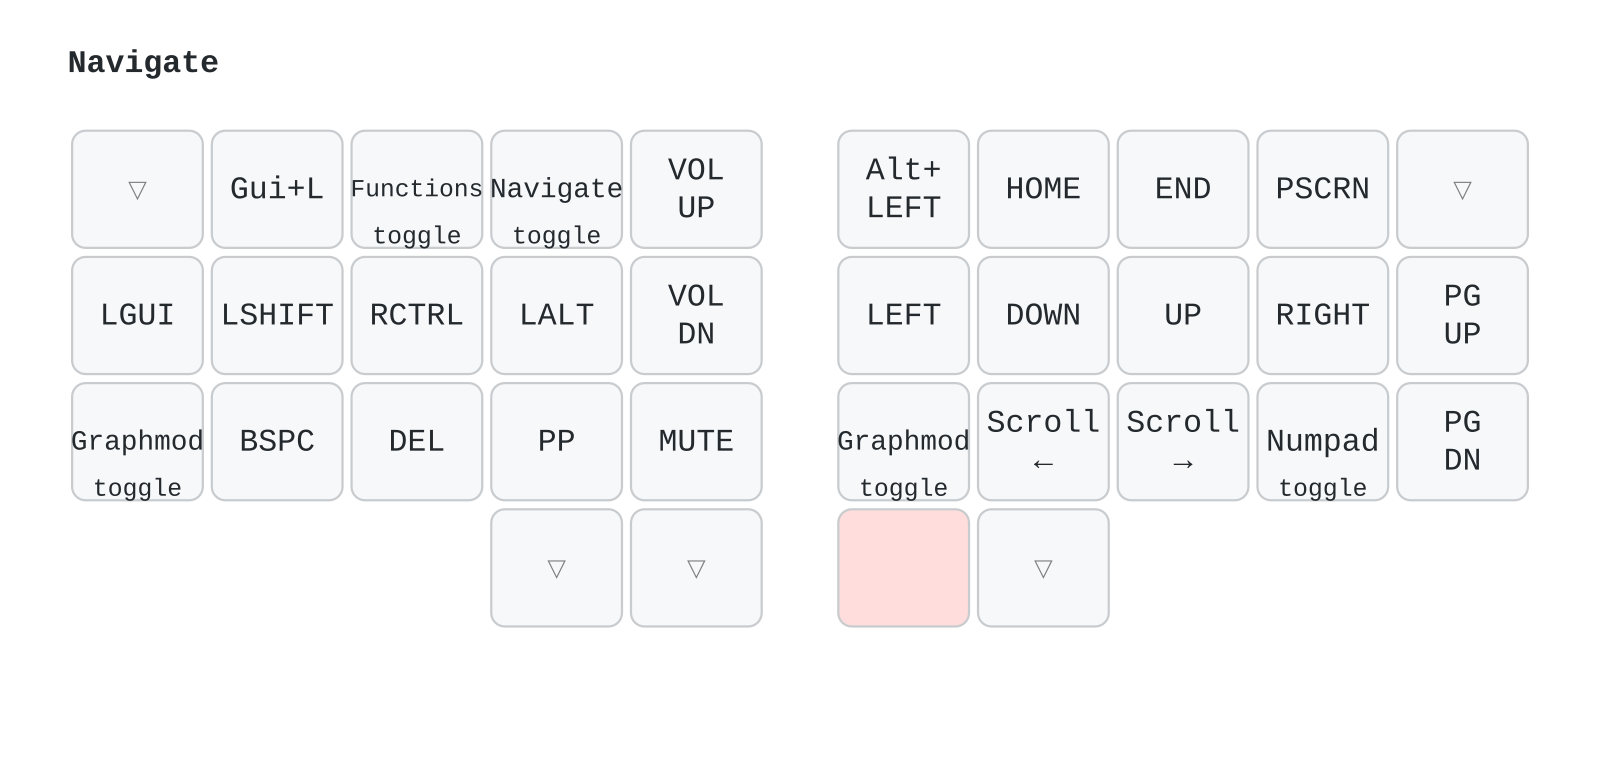 Navigate
▽ Gui+L Functions toggle Navigate toggle VOL UP Alt+ LEFT HOME END PSCRN ▽
LGUI LSHIFT RCTRL LALT VOL DN LEFT DOWN UP RIGHT PG UP
Graphmod toggle BSPC DEL PP MUTE Graphmod toggle Scroll ← Scroll → Numpad toggle PG DN
▽ ▽ ▽